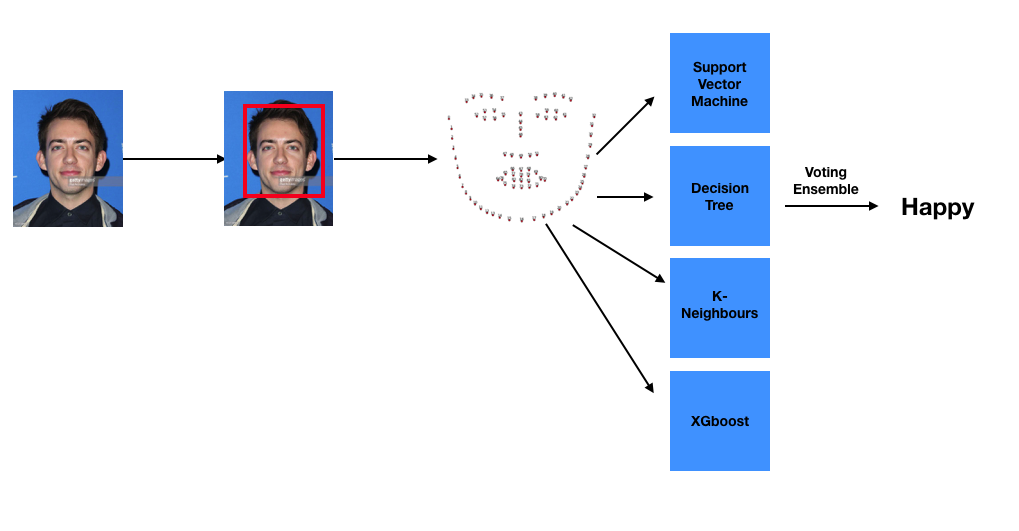 Support
Vector
Machine
Decision
Tree
K-
Neighbours
XGboost
Voting
Ensemble
Happy